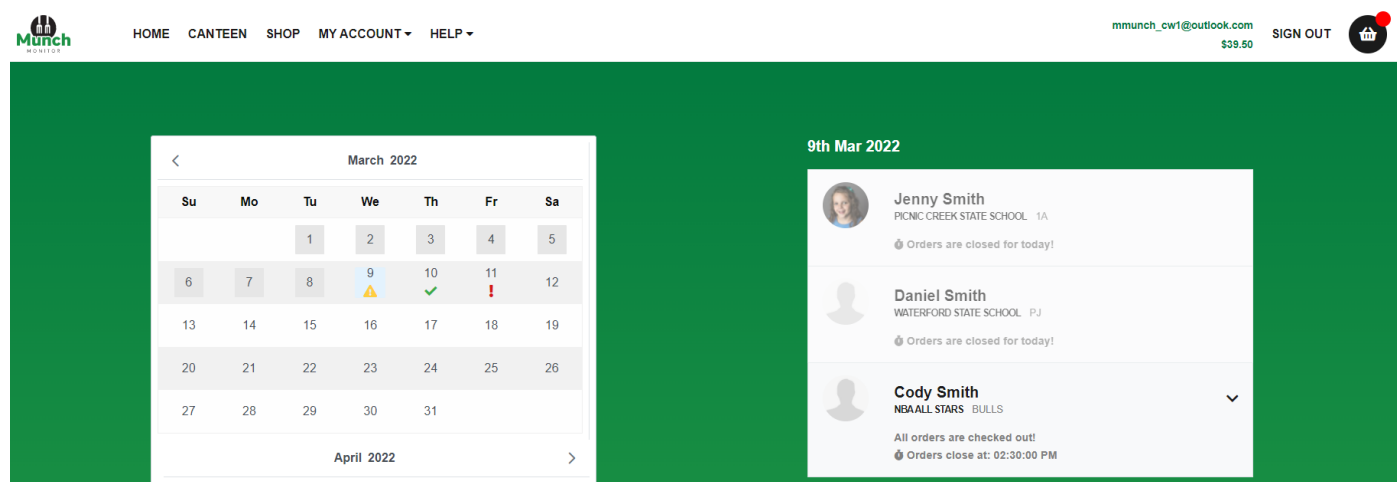 Munch
MONITOR
HOME CANTEEN SHOP MY ACCOUNT HELP
mmunch_cw1@outlook.com
$39.50
SIGN OUT
March 2022
Su Mo Tu We Th Fr Sa
1 2 3 4 5
6 7 8 9 10 11 12
13 14 15 16 17 18 19
20 21 22 23 24 25 26
27 28 29 30 31
April 2022
9th Mar 2022
Jenny Smith
PICNIC CREEK STATE SCHOOL 1A
Orders are closed for today!
Daniel Smith
WATERFORD STATE SCHOOL PJ
Orders are closed for today!
Cody Smith
NBA ALL STARS BULLS
All orders are checked out!
Orders close at: 02:30:00 PM